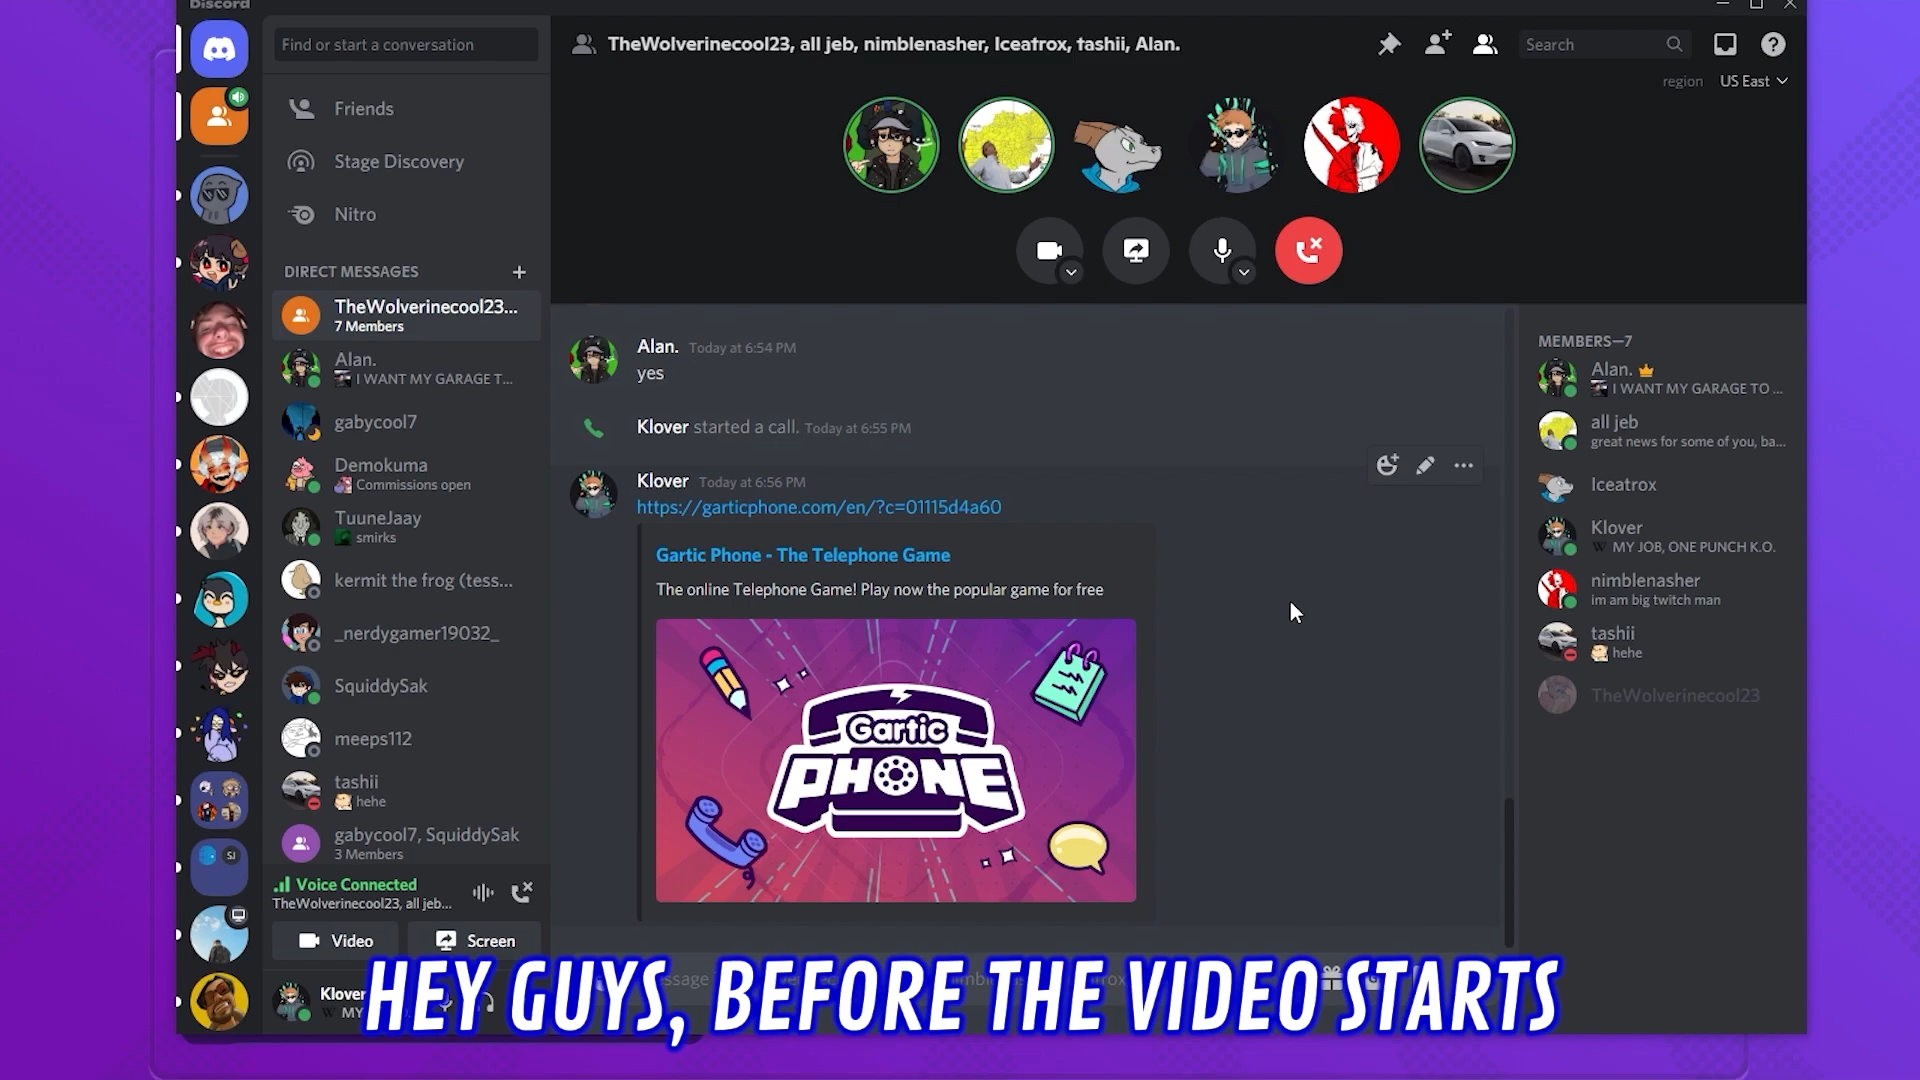 Discord
Find or start a conversation
Friends
Stage Discovery
Nitro
DIRECT MESSAGES
TheWolverinecool23...
7 Members
Alan.
I WANT MY GARAGE T...
gabycool7
Demokuma
Commissions open
TuuneJaay
smirks
kermit the frog (tess...
_nerdygamer19032_
SquiddySak
meeps112
tashii
hehe
gabycool7, SquiddySak
3 Members
Voice Connected
TheWolverinecool23, all jeb...
Video
Screen
Klover
MY
SJ
TheWolverinecool23, all jeb, nimblenasher, Iceatrox, tashii, Alan.
Search
region US East
Alan. Today at 6:54 PM
yes
Klover started a call. Today at 6:55 PM
Klover Today at 6:56 PM
https://garticphone.com/en/?c=01115d4a60
Gartic Phone - The Telephone Game
The online Telephone Game! Play now the popular game for free
Gartic
PHONE
MEMBERS—7
Alan.
I WANT MY GARAGE TO ...
all jeb
great news for some of you, ba...
Iceatrox
Klover
MY JOB, ONE PUNCH K.O.
nimblenasher
im am big twitch man
tashii
hehe
TheWolverinecool23
HEY GUYS, BEFORE THE VIDEO STARTS